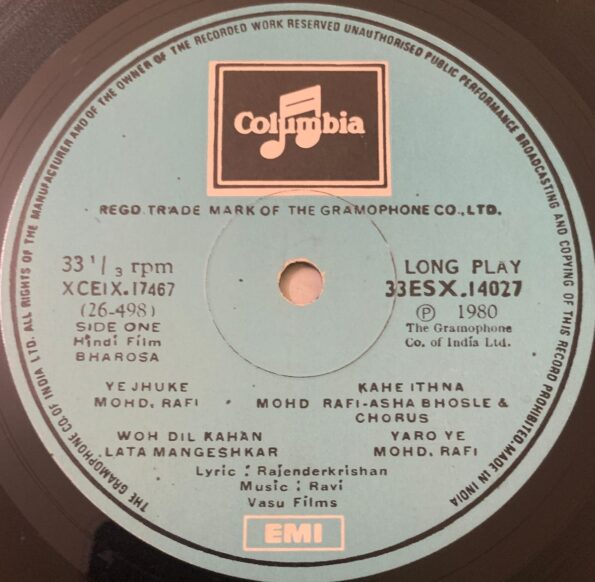 ALL RIGHTS OF THE MANUFACTURER AND OF THE OWNER OF THE RECORDED WORK RESERVED UNAUTHORISED PUBLIC PERFORMANCE BROADCASTING AND COPYING OF THIS RECORD PROHIBITED. MADE IN INDIA
THE GRAMOPHONE CO. OF INDIA LTD.
Columbia
REGD. TRADE MARK OF THE GRAMOPHONE CO., LTD.
33 1/3 rpm
XCEIX.17467
(26-498)
SIDE ONE
Hindi Film
BHAROSA
LONG PLAY
33ESX.14027
Ⓟ 1980
The Gramophone
Co. of India Ltd.
YE JHUKE
MOHD. RAFI
KAHE ITHNA
MOHD RAFI-ASHA BHOSLE &
CHORUS
WOH DIL KAHAN
LATA MANGESHKAR
YARO YE
MOHD. RAFI
Lyric : Rajenderkrishan
Music : Ravi
Vasu Films
EMI